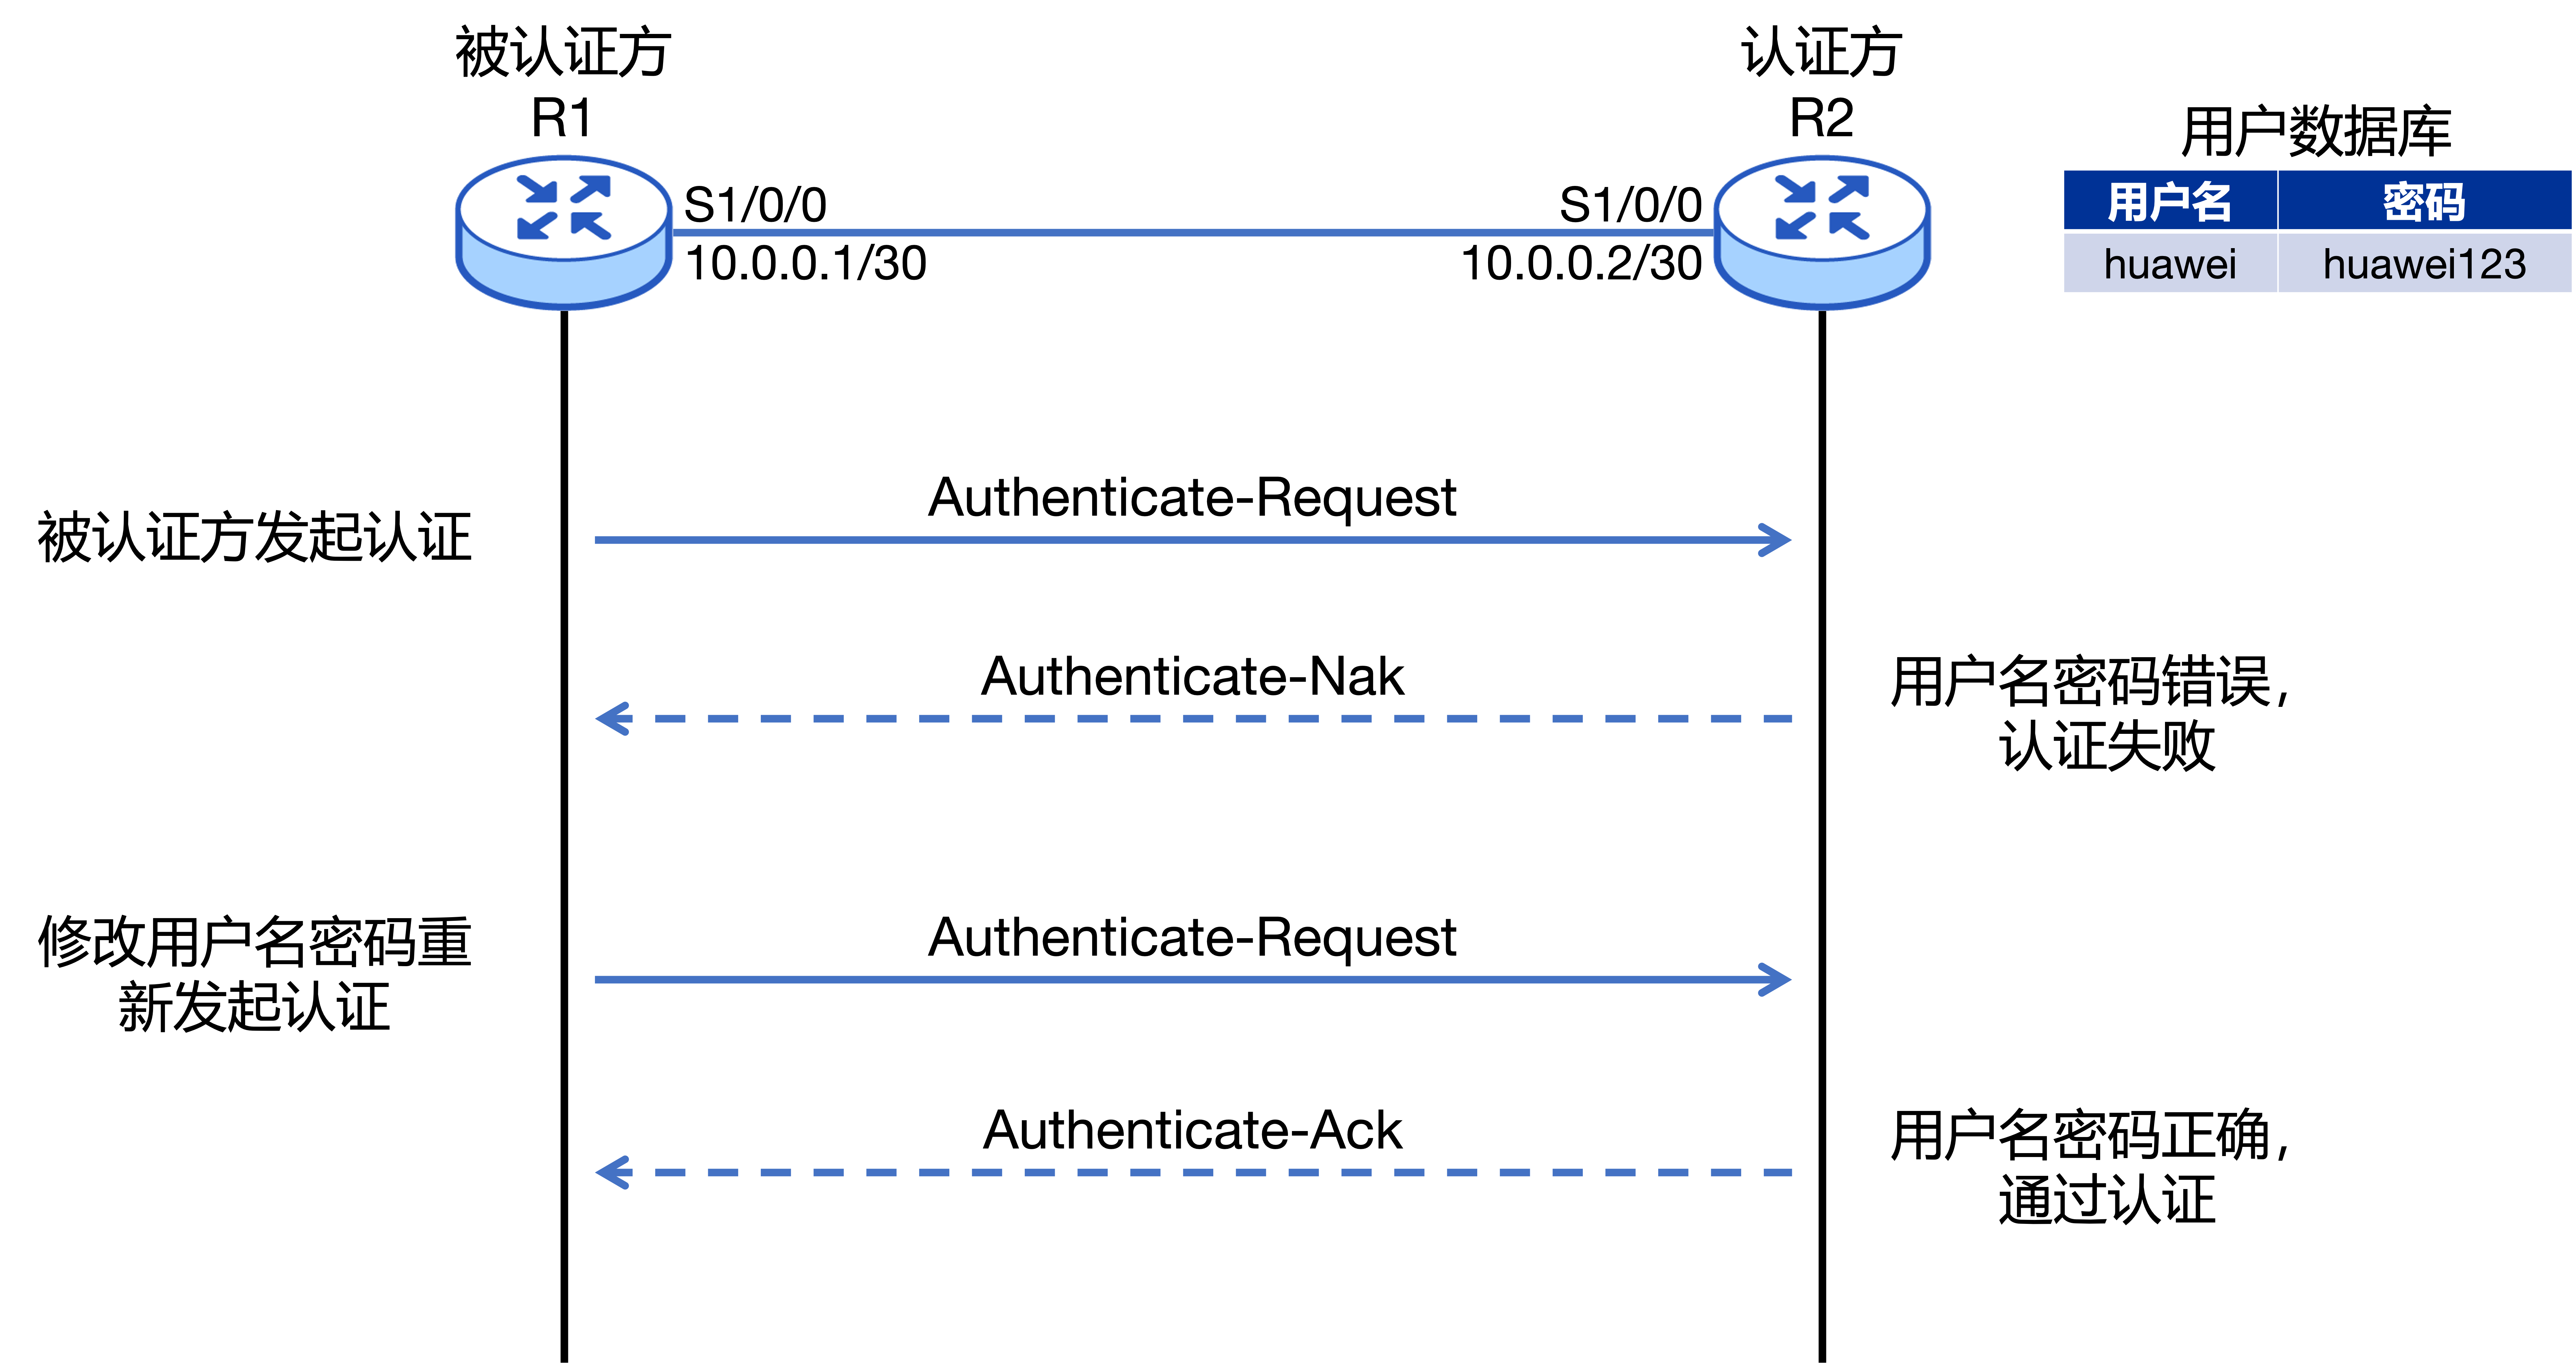 被认证方
R1
认证方
R2
用户数据库
用户名 密码
huawei huawei123
S1/0/0
10.0.0.1/30
S1/0/0
10.0.0.2/30
被认证方发起认证
Authenticate-Request
Authenticate-Nak
用户名密码错误，
认证失败
修改用户名密码重
新发起认证
Authenticate-Request
Authenticate-Ack
用户名密码正确，
通过认证